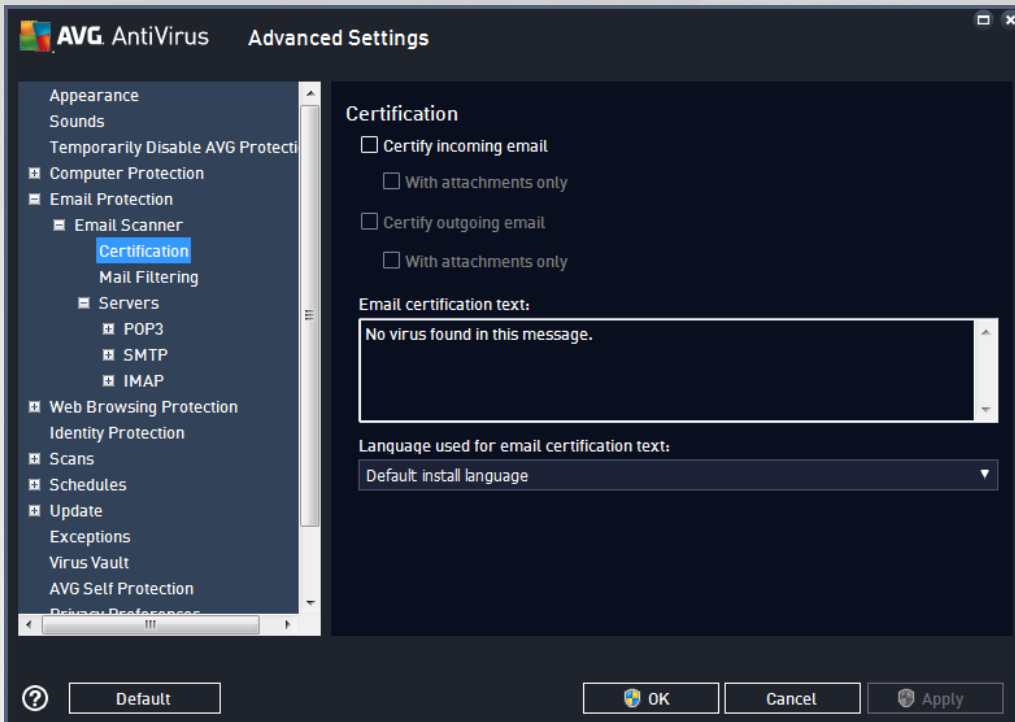 AVG. AntiVirus Advanced Settings
Appearance
Sounds
Temporarily Disable AVG Protecti
Computer Protection
Email Protection
Email Scanner
Certification
Mail Filtering
Servers
POP3
SMTP
IMAP
Web Browsing Protection
Identity Protection
Scans
Schedules
Update
Exceptions
Virus Vault
AVG Self Protection
Privacy Preferences
Certification
Certify incoming email
With attachments only
Certify outgoing email
With attachments only
Email certification text:
No virus found in this message.
Language used for email certification text:
Default install language
? Default OK Cancel Apply